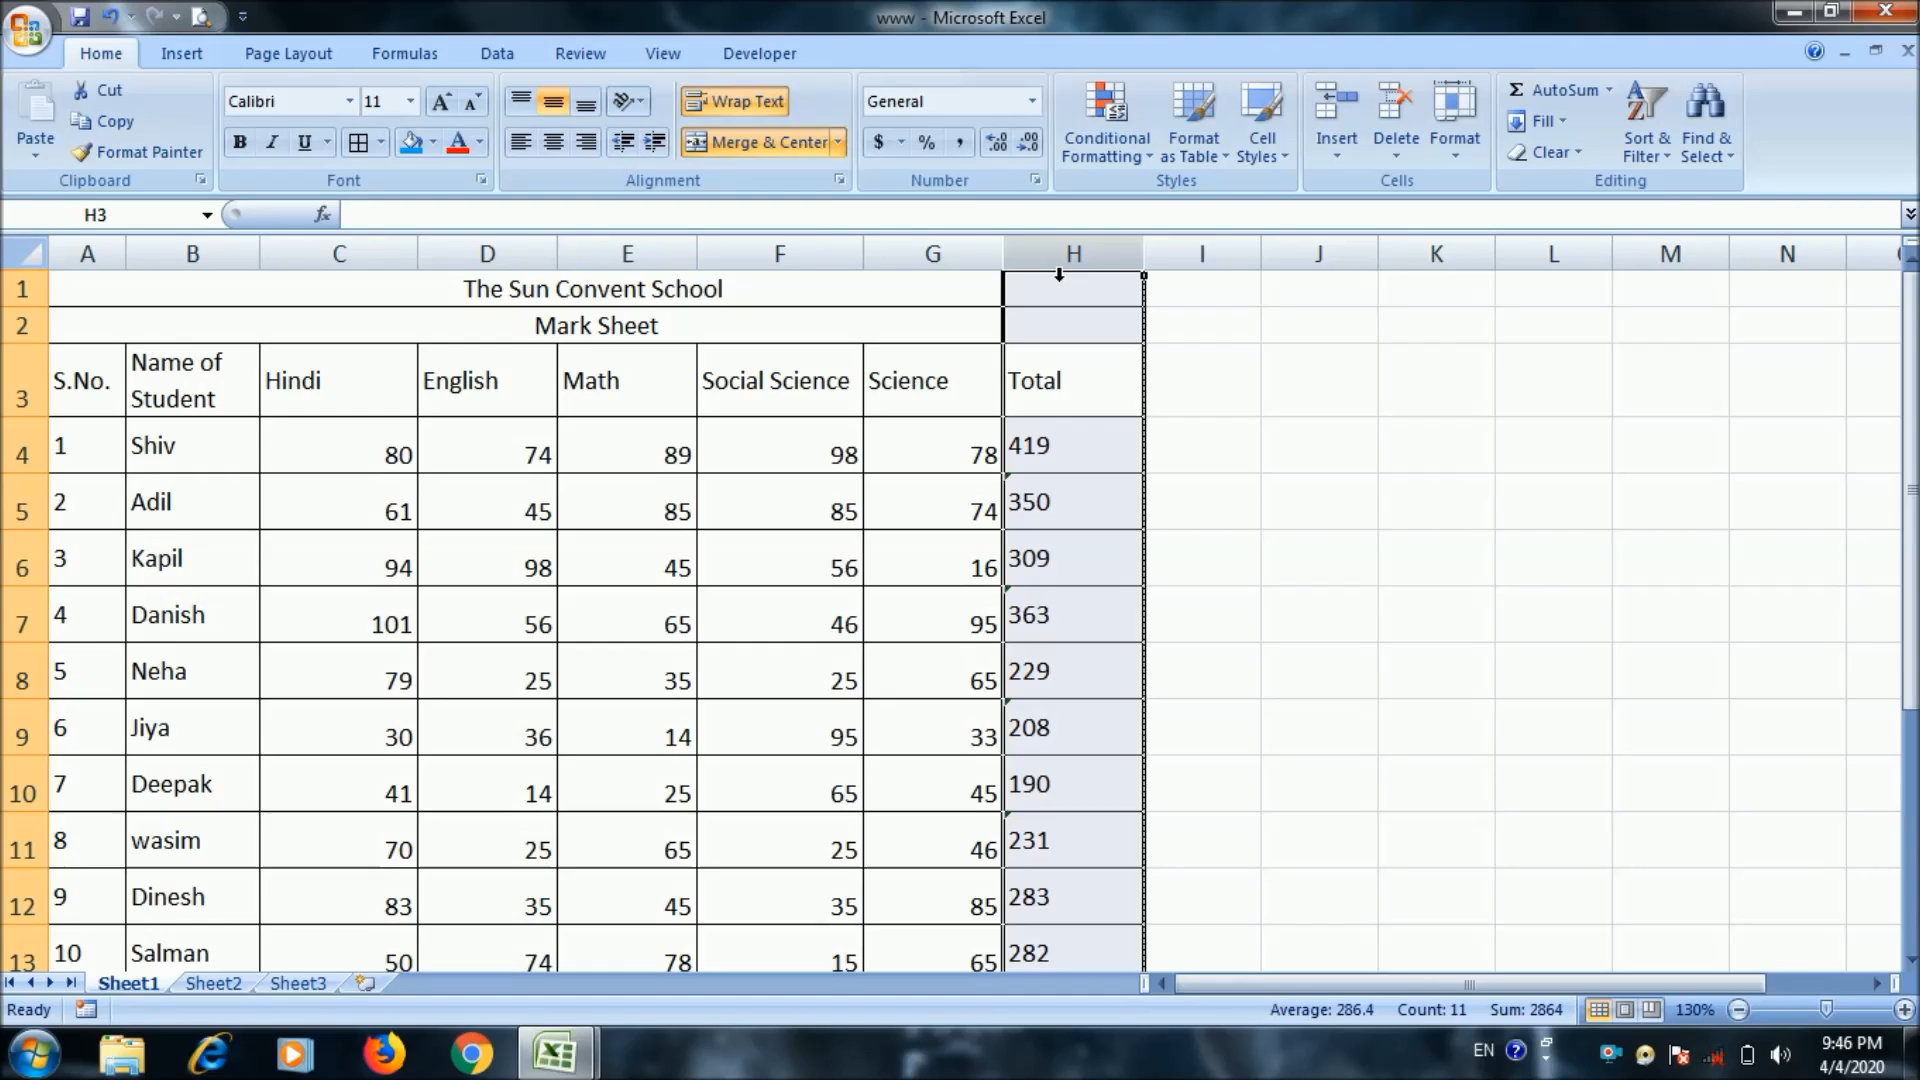 www - Microsoft Excel
Home Insert Page Layout Formulas Data Review View Developer
Paste
Cut
Copy
Format Painter
Clipboard
Calibri 11
B I U
Font
Wrap Text
Merge & Center
Alignment
General
$ % ,
Number
Conditional Formatting
Format as Table
Cell Styles
Styles
Insert
Delete
Format
Cells
AutoSum
Fill
Clear
Sort & Filter
Find & Select
Editing
H3 fx
A B C D E F G H I J K L M N
1 The Sun Convent School
2 Mark Sheet
3 S.No. Name of Student Hindi English Math Social Science Science Total
4 1 Shiv 80 74 89 98 78 419
5 2 Adil 61 45 85 85 74 350
6 3 Kapil 94 98 45 56 16 309
7 4 Danish 101 56 65 46 95 363
8 5 Neha 79 25 35 25 65 229
9 6 Jiya 30 36 14 95 33 208
10 7 Deepak 41 14 25 65 45 190
11 8 wasim 70 25 65 25 46 231
12 9 Dinesh 83 35 45 35 85 283
13 10 Salman 50 74 78 15 65 282
Sheet1 Sheet2 Sheet3
Ready Average: 286.4 Count: 11 Sum: 2864 130%
EN 9:46 PM
4/4/2020